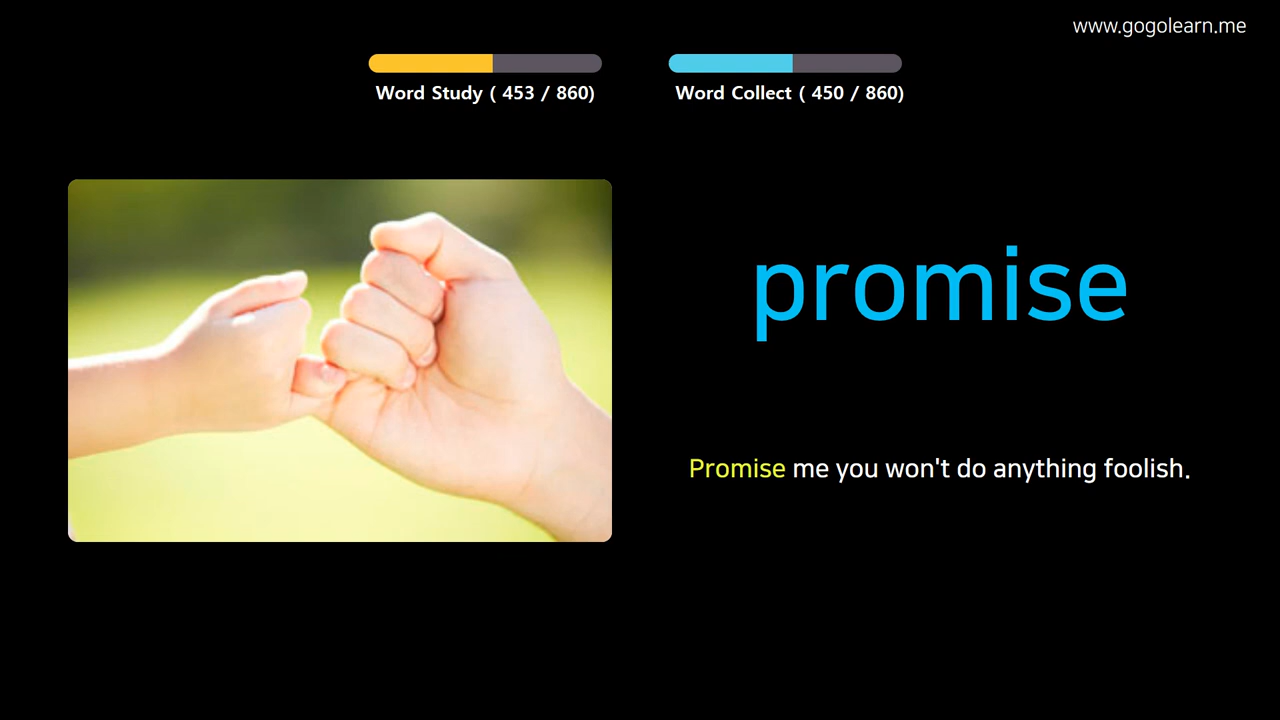 www.gogolearn.me
Word Study ( 453 / 860)
Word Collect ( 450 / 860)
promise
Promise me you won't do anything foolish.